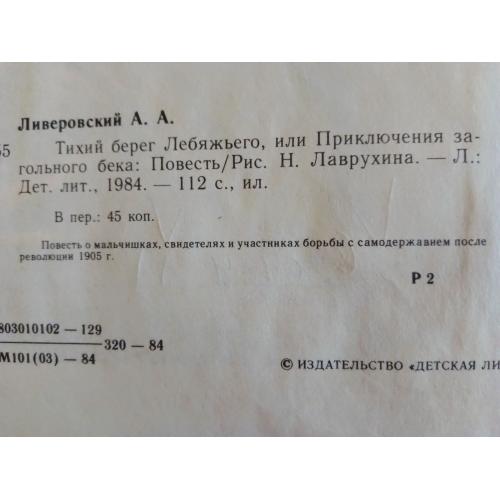 Ливеровский А. А.
55 Тихий берег Лебяжьего, или Приключения за-
гольного бека: Повесть/Рис. Н. Лаврухина. — Л.:
Дет. лит., 1984. — 112 с., ил.
В пер.: 45 коп.
Повесть о мальчишках, свидетелях и участниках борьбы с самодержавием после
революции 1905 г.
Р 2
803010102 — 129
320 — 84
М101(03) — 84
© ИЗДАТЕЛЬСТВО «ДЕТСКАЯ ЛИ